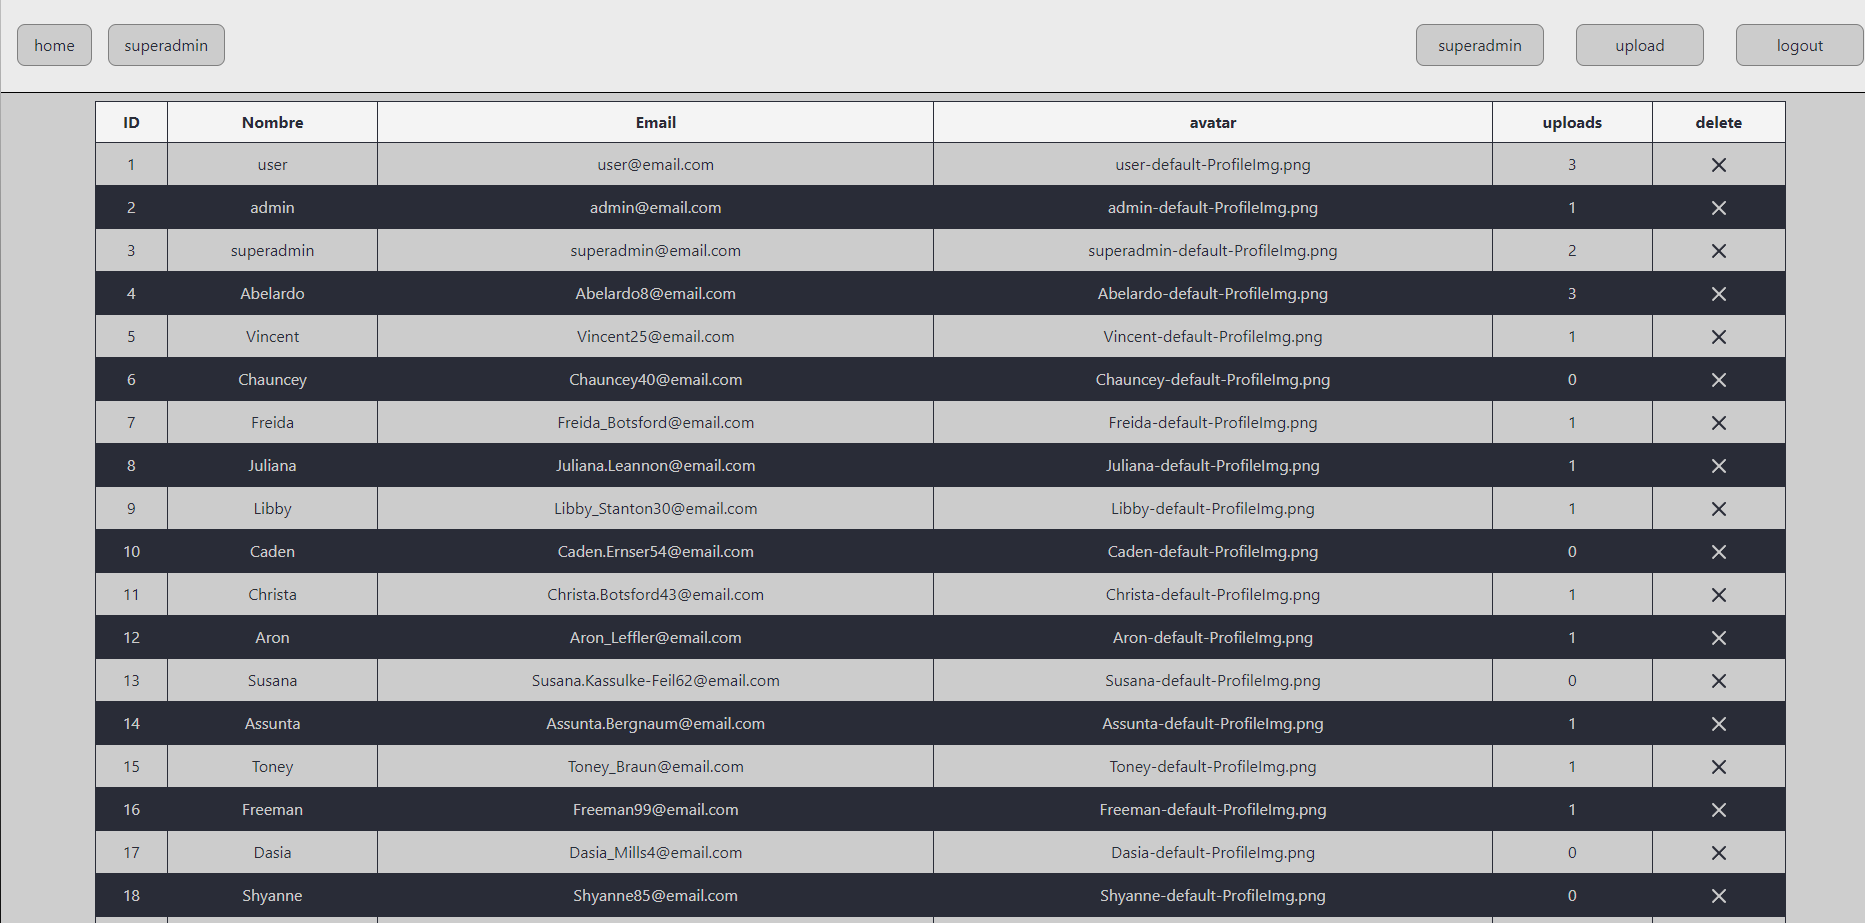 home superadmin superadmin upload logout
ID Nombre Email avatar uploads delete
1 user user@email.com user-default-ProfileImg.png 3
2 admin admin@email.com admin-default-ProfileImg.png 1
3 superadmin superadmin@email.com superadmin-default-ProfileImg.png 2
4 Abelardo Abelardo8@email.com Abelardo-default-ProfileImg.png 3
5 Vincent Vincent25@email.com Vincent-default-ProfileImg.png 1
6 Chauncey Chauncey40@email.com Chauncey-default-ProfileImg.png 0
7 Freida Freida_Botsford@email.com Freida-default-ProfileImg.png 1
8 Juliana Juliana.Leannon@email.com Juliana-default-ProfileImg.png 1
9 Libby Libby_Stanton30@email.com Libby-default-ProfileImg.png 1
10 Caden Caden.Ernser54@email.com Caden-default-ProfileImg.png 0
11 Christa Christa.Botsford43@email.com Christa-default-ProfileImg.png 1
12 Aron Aron_Leffler@email.com Aron-default-ProfileImg.png 1
13 Susana Susana.Kassulke-Feil62@email.com Susana-default-ProfileImg.png 0
14 Assunta Assunta.Bergnaum@email.com Assunta-default-ProfileImg.png 1
15 Toney Toney_Braun@email.com Toney-default-ProfileImg.png 1
16 Freeman Freeman99@email.com Freeman-default-ProfileImg.png 1
17 Dasia Dasia_Mills4@email.com Dasia-default-ProfileImg.png 0
18 Shyanne Shyanne85@email.com Shyanne-default-ProfileImg.png 0